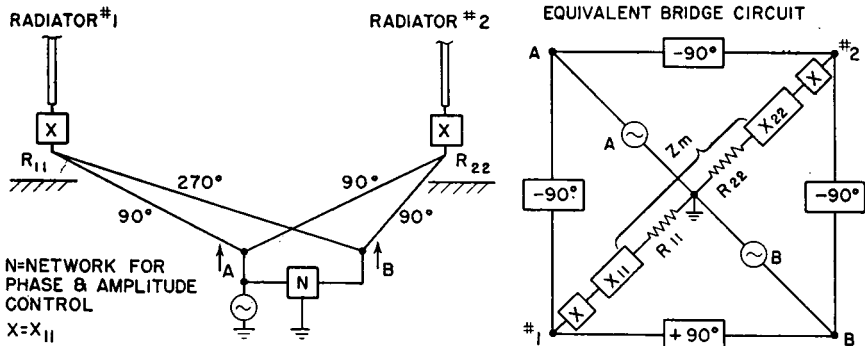 RADIATOR #1
RADIATOR #2
X
X
R11
R22
270°
90°
90°
90°
A
B
N
N=NETWORK FOR
PHASE & AMPLITUDE
CONTROL
X=X11
EQUIVALENT BRIDGE CIRCUIT
A
-90°
#2
X
X22
A
Zm
R22
-90°
-90°
R11
X11
B
X
#1
+90°
B